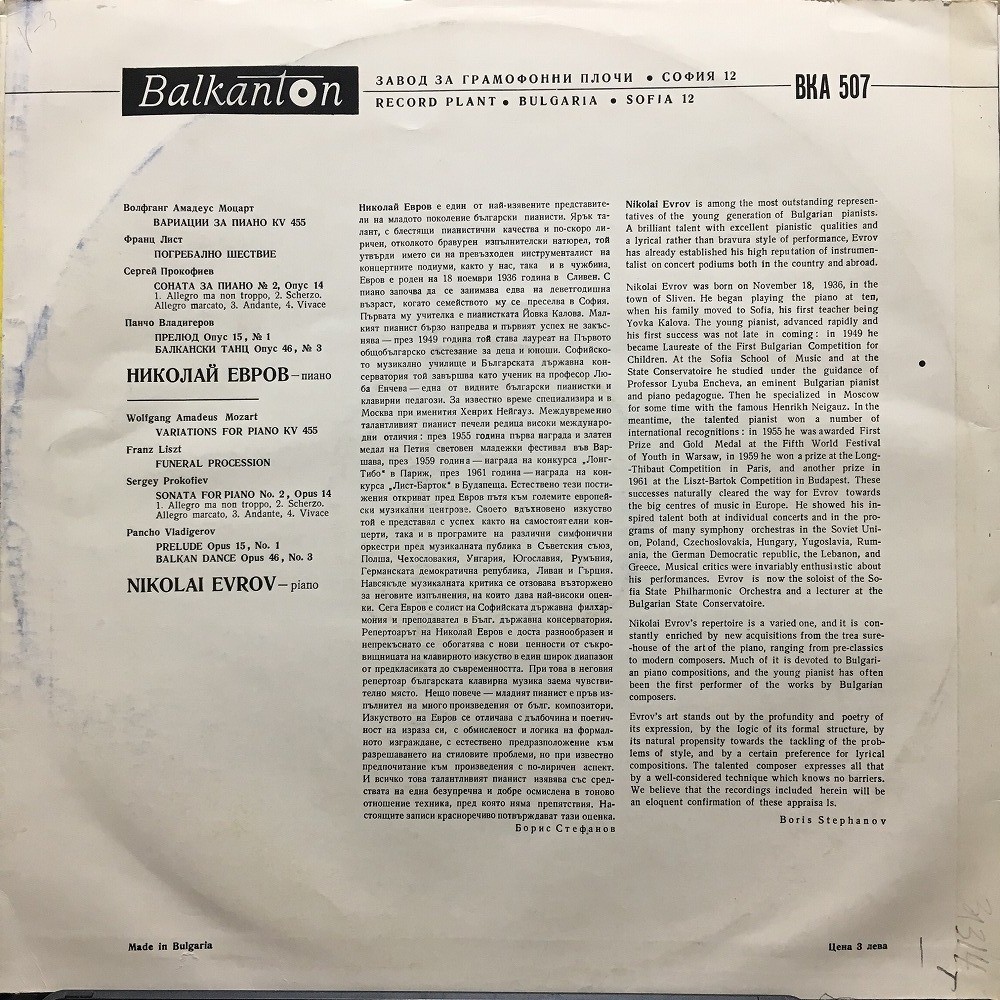 Balkanton
ЗАВОД ЗА ГРАМОФОННИ ПЛОЧИ • СОФИЯ 12
RECORD PLANT • BULGARIA • SOFIA 12
ВКА 507
Волфганг Амадеус Моцарт
ВАРИАЦИИ ЗА ПИАНО KV 455
Франц Лист
ПОГРЕБАЛНО ШЕСТВИЕ
Сергей Прокофиев
СОНАТА ЗА ПИАНО № 2, Опус 14
1. Allegro ma non troppo, 2. Scherzo.
Allegro marcato, 3. Andante, 4. Vivace
Панчо Владигеров
ПРЕЛЮД Опус 15, № 1
БАЛКАНСКИ ТАНЦ Опус 46, № 3
НИКОЛАЙ ЕВРОВ—пиано
Wolfgang Amadeus Mozart
VARIATIONS FOR PIANO KV 455
Franz Liszt
FUNERAL PROCESSION
Sergey Prokofiev
SONATA FOR PIANO No. 2, Opus 14
1. Allegro ma non troppo, 2. Scherzo.
Allegro marcato, 3. Andante, 4. Vivace
Pancho Vladigerov
PRELUDE Opus 15, No. 1
BALKAN DANCE Opus 46, No. 3
NIKOLAI EVROV—piano
Николай Евров е един от най-изявените представите-
ли на младото поколение български пианисти. Ярък та-
лант, с блестящи пианистични качества и по-скоро ли-
ричен, отколкото бравурен изпълнителски натюрел, той
утвърди името си на превъзходен инструменталист на
концертните подиуми, както у нас, така и в чужбина.
Евров е роден на 18 ноември 1936 година в Сливен. С
пиано започва да се занимава едва на деветгодишна
възраст, когато семейството му се преселва в София.
Първата му учителка е пианистката Йовка Калова. Мал-
кият пианист бързо напредва и първият успех не закъс-
нява — през 1949 година той става лауреат на Първото
общобългарско състезание за деца и юноши. Софийско-
то музикално училище и Българската държавна кон-
серватория той завършва като ученик на професор Лю-
ба Енчева — една от видните български пианистки и
клавирни педагози. За известно време специализира и в
Москва при именития Хенрих Нейгауз. Междувременно
талантливият пианист печели редица високи междунаро-
дни отличия: през 1955 година първа награда и златен
медал на Петия световен младежки фестивал във Вар-
шава, през 1959 година — награда на конкурса „Лонг-
Тибо“ в Париж, през 1961 година — награда на кон-
курса „Лист-Барток“ в Будапеща. Естествено тези пости-
жения откриват пред Евров пътя към големите европей-
ски музикални центрове. Своето вдъхновено изкуство
той е представял с успех както на самостоятелни кон-
церти, така и в програмите на различни симфонични
оркестри пред музикалната публика в Съветския съюз,
Полша, Чехословакия, Унгария, Югославия, Румъния,
Германската демократична република, Ливан и Гърция.
Навсякъде музикалната критика се отзовава възторжено
за неговите изпълнения, на които дава най-високи оцен-
ки. Сега Евров е солист на Софийската държавна филхар-
мония и преподавател в Бълг. държавна консерватория.
Репертоарът на Николай Евров е доста разнообразен и
непрекъснато се обогатява с нови ценности от съкро-
вищницата на клавирното изкуство в един широк диапазон
от предкласиката до съвременността. При това в неговия
репертоар българската клавирна музика заема чувстви-
телно място. Нещо повече — младият пианист е пръв из-
пълнител на много произведения от бълг. композитори.
Изкуството на Евров се отличава с дълбочина и поетич-
ност на израза си, с обмисленост и логика на формал-
ното изграждане, с естествено предразположение към
разрешаването на стиловите проблеми, но при известно
предпочитание към произведения с по-лиричен аспект.
И всичко това талантливият пианист изявява със сред-
ствата на една безупречна и добре осмислена в тоново
отношение техника, пред която няма препятствия. На-
стоящите записи красноречиво потвърждават тази оценка.
Борис Стефанов
Nikolai Evrov is among the most outstanding represen-
tatives of the young generation of Bulgarian pianists.
A brilliant talent with excellent pianistic qualities and
a lyrical rather than bravura style of performance, Evrov
has already established his high reputation of instrumen-
talist on concert podiums both in the country and abroad.
Nikolai Evrov was born on November 18, 1936, in the
town of Sliven. He began playing the piano at ten,
when his family moved to Sofia, his first teacher being
Yovka Kalova. The young pianist, advanced rapidly and
his first success was not late in coming: in 1949 he
became Laureate of the First Bulgarian Competition for
Children. At the Sofia School of Music and at the
State Conservatoire he studied under the guidance of
Professor Lyuba Encheva, an eminent Bulgarian pianist
and piano pedagogue. Then he specialized in Moscow
for some time with the famous Henrikh Neigauz. In the
meantime, the talented pianist won a number of
international recognitions: in 1955 he was awarded First
Prize and Gold Medal at the Fifth World Festival
of Youth in Warsaw, in 1959 he won a prize at the Long-
-Thibaut Competition in Paris, and another prize in
1961 at the Liszt-Bartok Competition in Budapest. These
successes naturally cleared the way for Evrov towards
the big centres of music in Europe. He showed his in-
spired talent both at individual concerts and in the pro-
grams of many symphony orchestras in the Soviet Uni-
on, Poland, Czechoslovakia, Hungary, Yugoslavia, Rum-
ania, the German Democratic republic, the Lebanon, and
Greece. Musical critics were invariably enthusiastic about
his performances. Evrov is now the soloist of the So-
fia State Philharmonic Orchestra and a lecturer at the
Bulgarian State Conservatoire.
Nikolai Evrov's repertoire is a varied one, and it is con-
stantly enriched by new acquisitions from the trea sure-
-house of the art of the piano, ranging from pre-classics
to modern composers. Much of it is devoted to Bulgari-
an piano compositions, and the young pianist has often
been the first performer of the works by Bulgarian
composers.
Evrov's art stands out by the profundity and poetry of
its expression, by the logic of its formal structure, by
its natural propensity towards the tackling of the prob-
lems of style, and by a certain preference for lyrical
compositions. The talented composer expresses all that
by a well-considered technique which knows no barriers.
We believe that the recordings included herein will be
an eloquent confirmation of these appraisa ls.
Boris Stephanov
Made in Bulgaria
Цена 3 лева